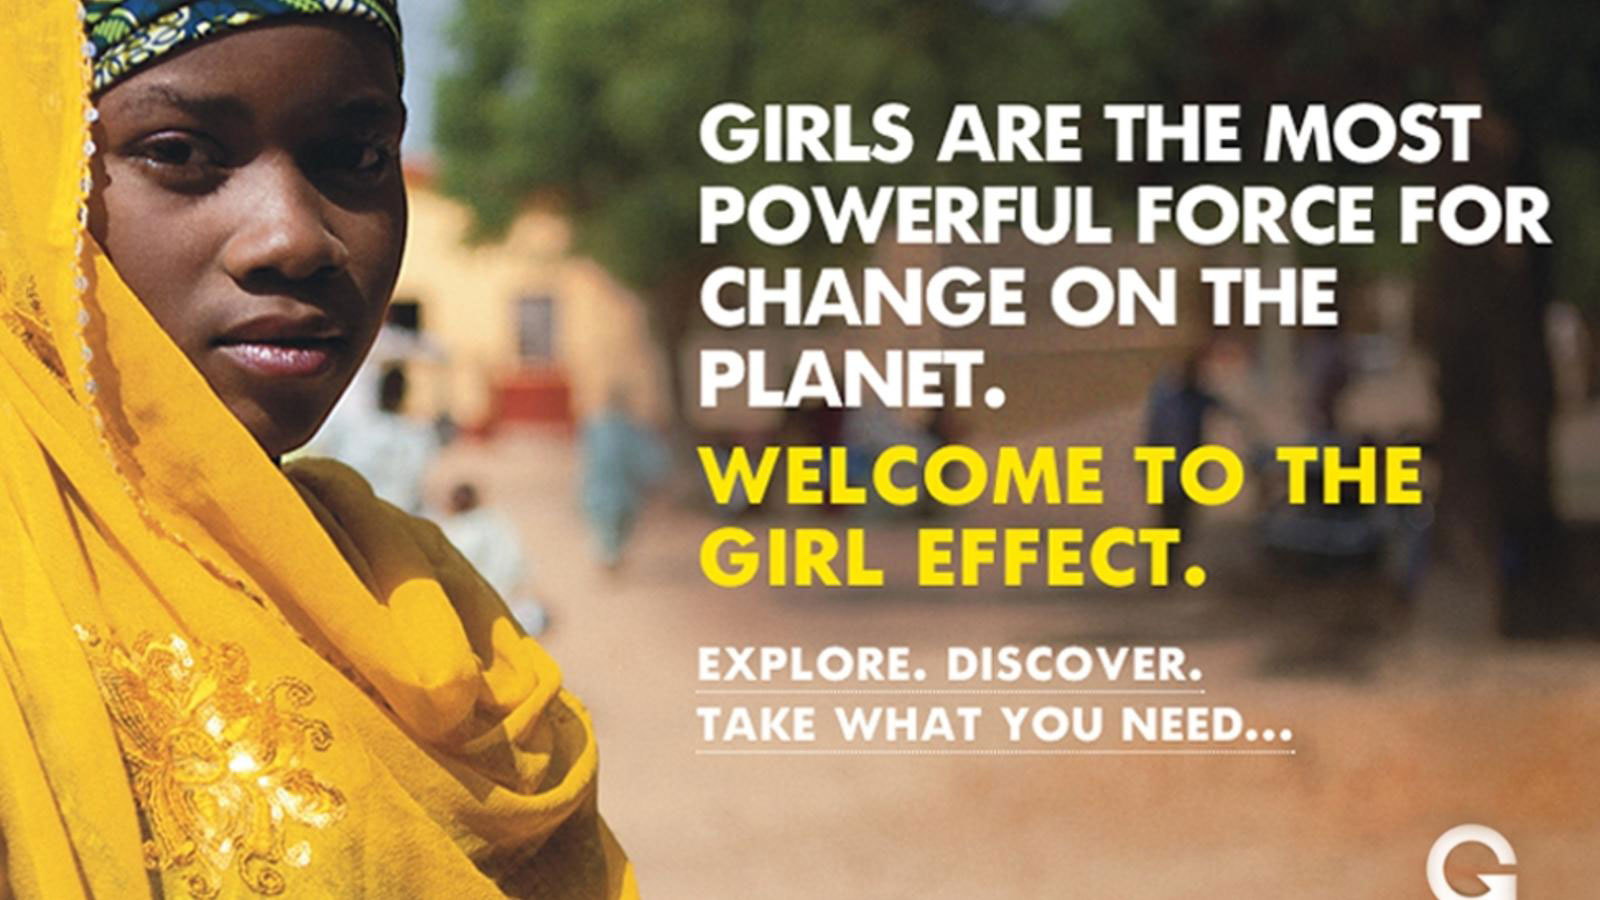 GIRLS ARE THE MOST
POWERFUL FORCE FOR
CHANGE ON THE
PLANET.
WELCOME TO THE
GIRL EFFECT.
EXPLORE. DISCOVER.
TAKE WHAT YOU NEED...
G